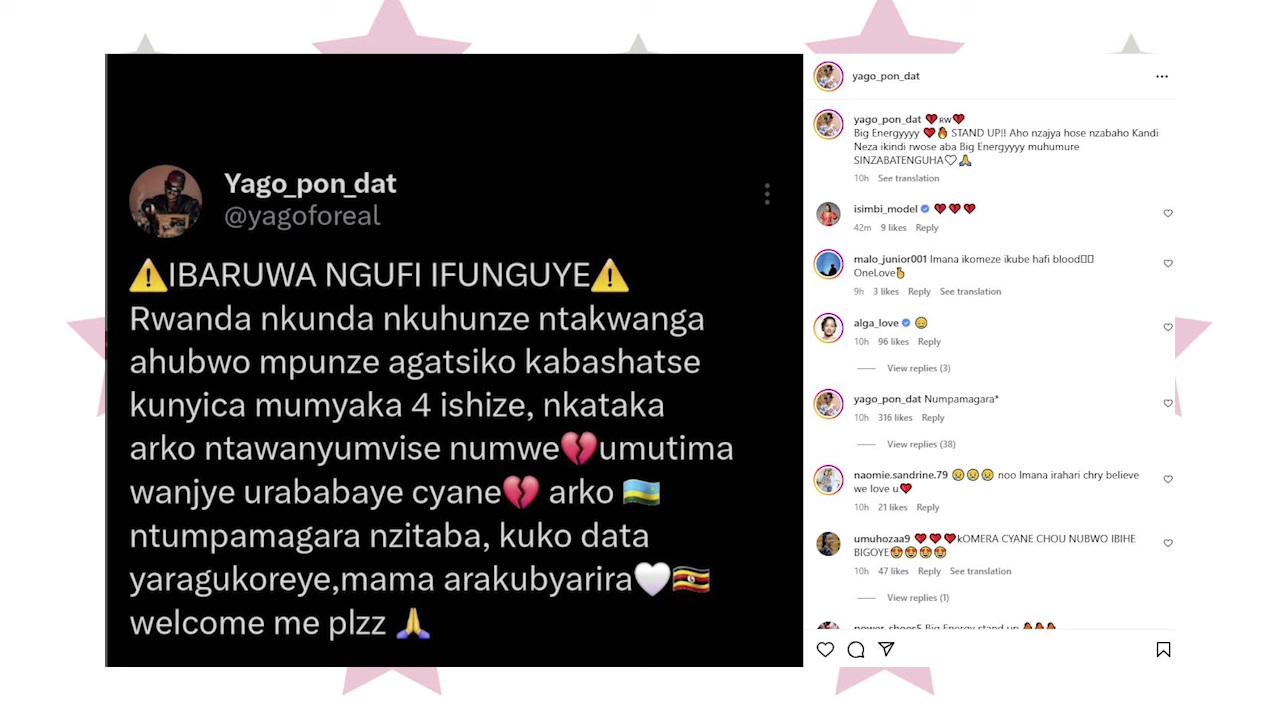 Yago_pon_dat
@yagoforeal
⚠️IBARUWA NGUFI IFUNGUYE⚠️
Rwanda nkunda nkuhunze ntakwanga
ahubwo mpunze agatsiko kabashatse
kunyica mumyaka 4 ishize, nkataka
arko ntawanyumvise numwe💔umutima
wanjye urababaye cyane💔 arko 🇷🇼
ntumpamagara nzitaba, kuko data
yaragukoreye,mama arakubyarira🤍🇺🇬
welcome me plzz 🙏
yago_pon_dat
yago_pon_dat ❤️RW❤️
Big Energyyyy ❤️🔥 STAND UP!! Aho nzajya hose nzabaho Kandi
Neza ikindi rwose aba Big Energyyyy muhumure
SINZABATENGUHA🤍🙏
10h See translation
isimbi_model 💔💔💔
42m 9 likes Reply
malo_junior001 Imana ikomeze ikube hafi blood
OneLove
9h 3 likes Reply See translation
alga_love 😑
10h 96 likes Reply
View replies (3)
yago_pon_dat Numpamagara*
10h 316 likes Reply
View replies (38)
naomie.sandrine.79 😢😢😢 noo Imana irahari chry believe
we love u❤️
10h 21 likes Reply
umuhozaa9 ❤️❤️❤️kOMERA CYANE CHOU NUBWO IBIHE
BIGOYE😍😍😍😍
10h 47 likes Reply See translation
View replies (1)
Big Energy stand up 🔥🔥🔥